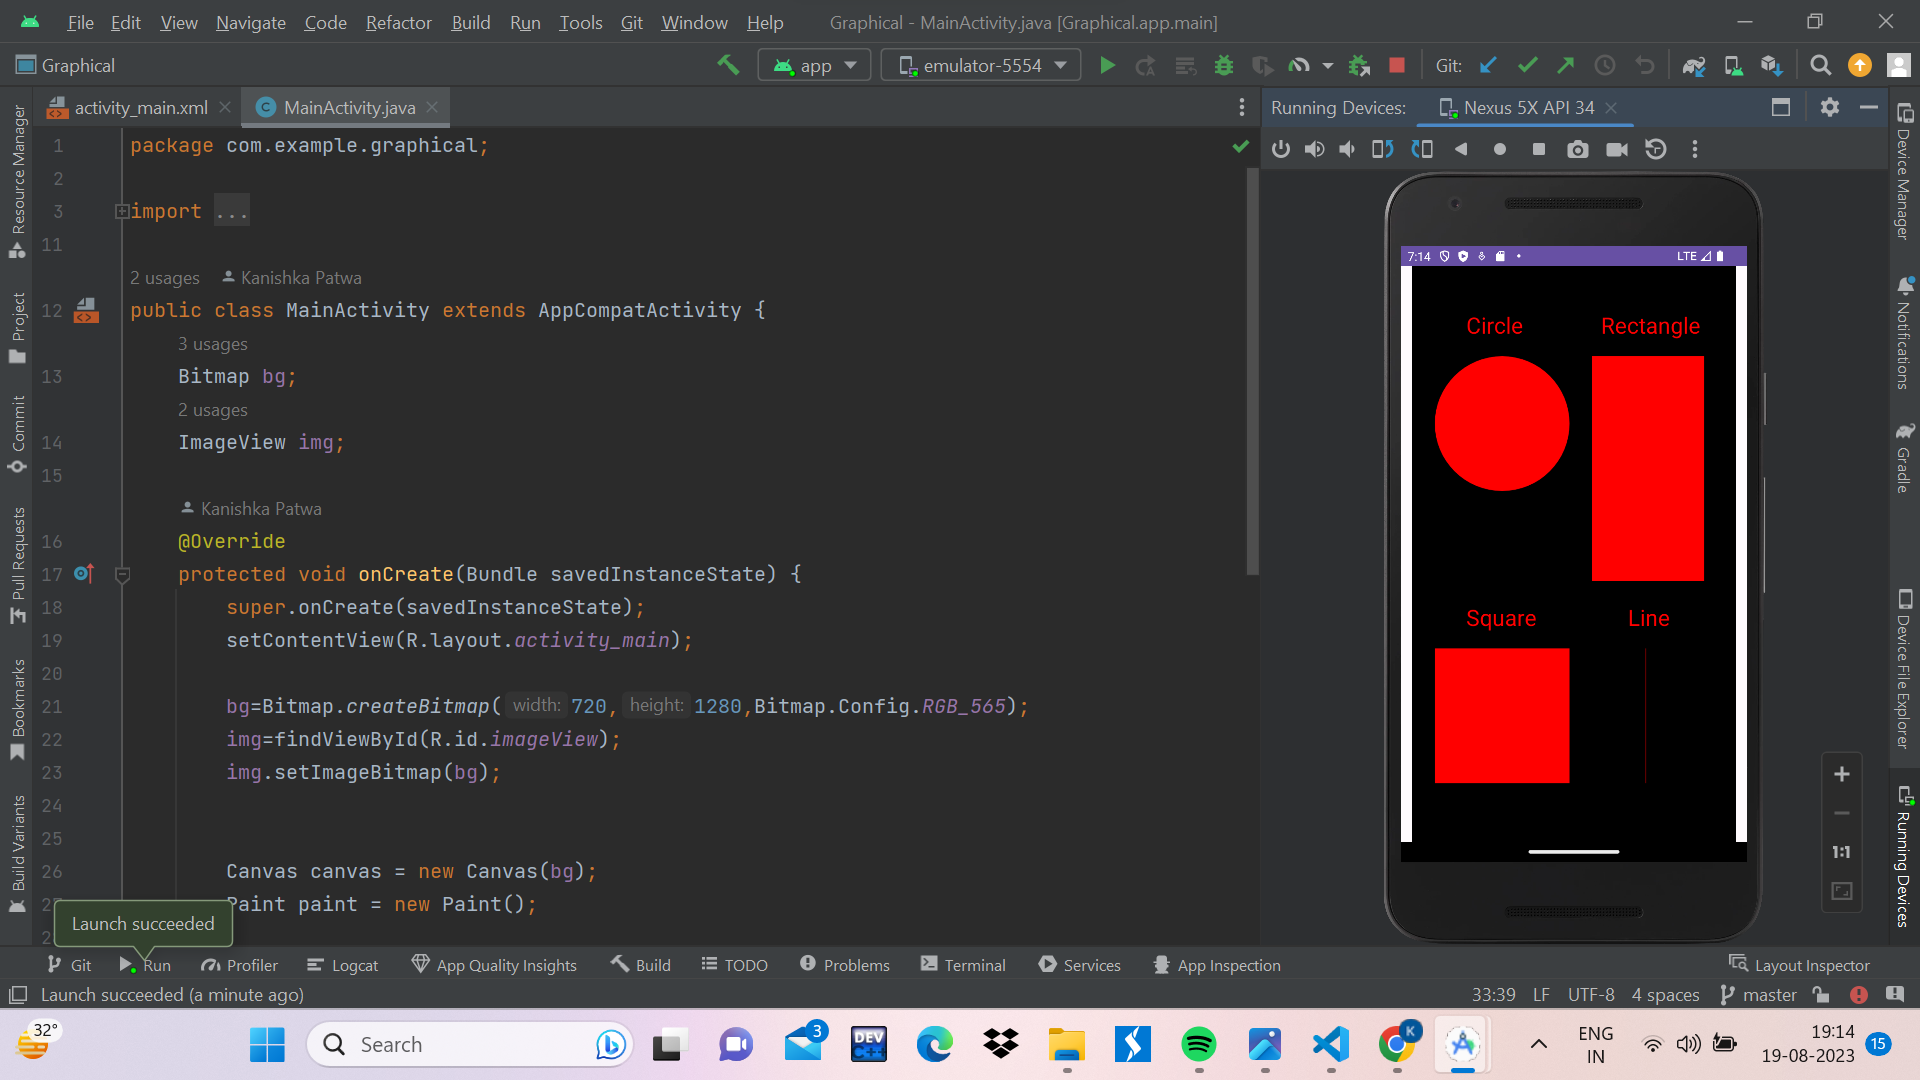 File Edit View Navigate Code Refactor Build Run Tools Git Window Help Graphical - MainActivity.java [Graphical.app.main]
Graphical app emulator-5554 Git:
activity_main.xml MainActivity.java Running Devices: Nexus 5X API 34
Resource Manager
Project
Commit
Pull Requests
Bookmarks
Build Variants
1 package com.example.graphical;
2
3 import ...
11
2 usages Kanishka Patwa
12 public class MainActivity extends AppCompatActivity {
3 usages
13 Bitmap bg;
2 usages
14 ImageView img;
15
Kanishka Patwa
16 @Override
17 protected void onCreate(Bundle savedInstanceState) {
18 super.onCreate(savedInstanceState);
19 setContentView(R.layout.activity_main);
20
21 bg=Bitmap.createBitmap( width: 720, height: 1280,Bitmap.Config.RGB_565);
22 img=findViewById(R.id.imageView);
23 img.setImageBitmap(bg);
24
25
26 Canvas canvas = new Canvas(bg);
Paint paint = new Paint();
Launch succeeded
7:14 LTE
Circle Rectangle
Square Line
1:1
Device Manager
Notifications
Gradle
Device File Explorer
Running Devices
Git Run Profiler Logcat App Quality Insights Build TODO Problems Terminal Services App Inspection Layout Inspector
Launch succeeded (a minute ago) 33:39 LF UTF-8 4 spaces master
32° Search 3 DEV C++ K ENG IN 19:14 19-08-2023 15